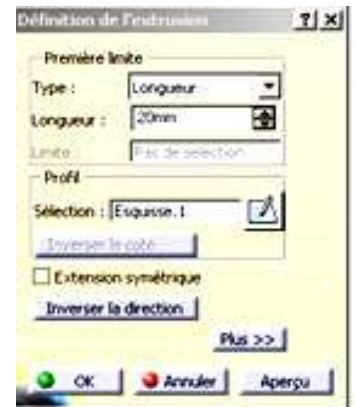 Définition de l'extrusion
Première limite
Type : Longueur
Longueur : 20mm
Limite : Pas de sélection
Profil
Sélection : Esquisse.1
Inverser le côté
Extension symétrique
Inverser la direction
Plus >>
OK Annuler Aperçu